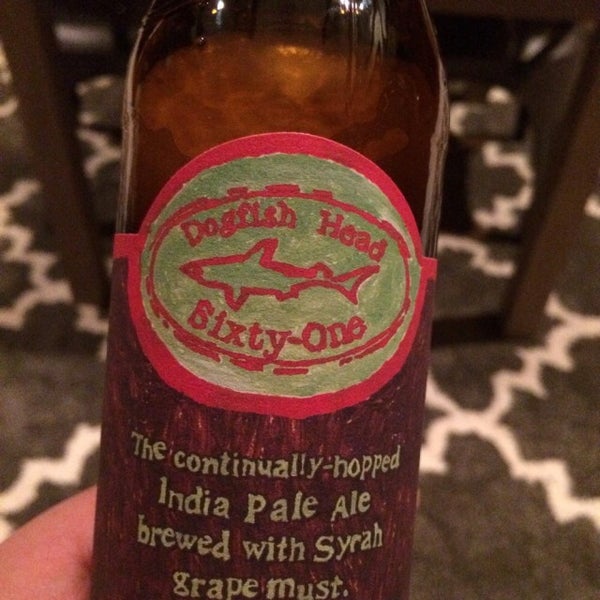 Dogfish Head
Sixty-One
The continually-hopped
India Pale Ale
brewed with Syrah
grape must.